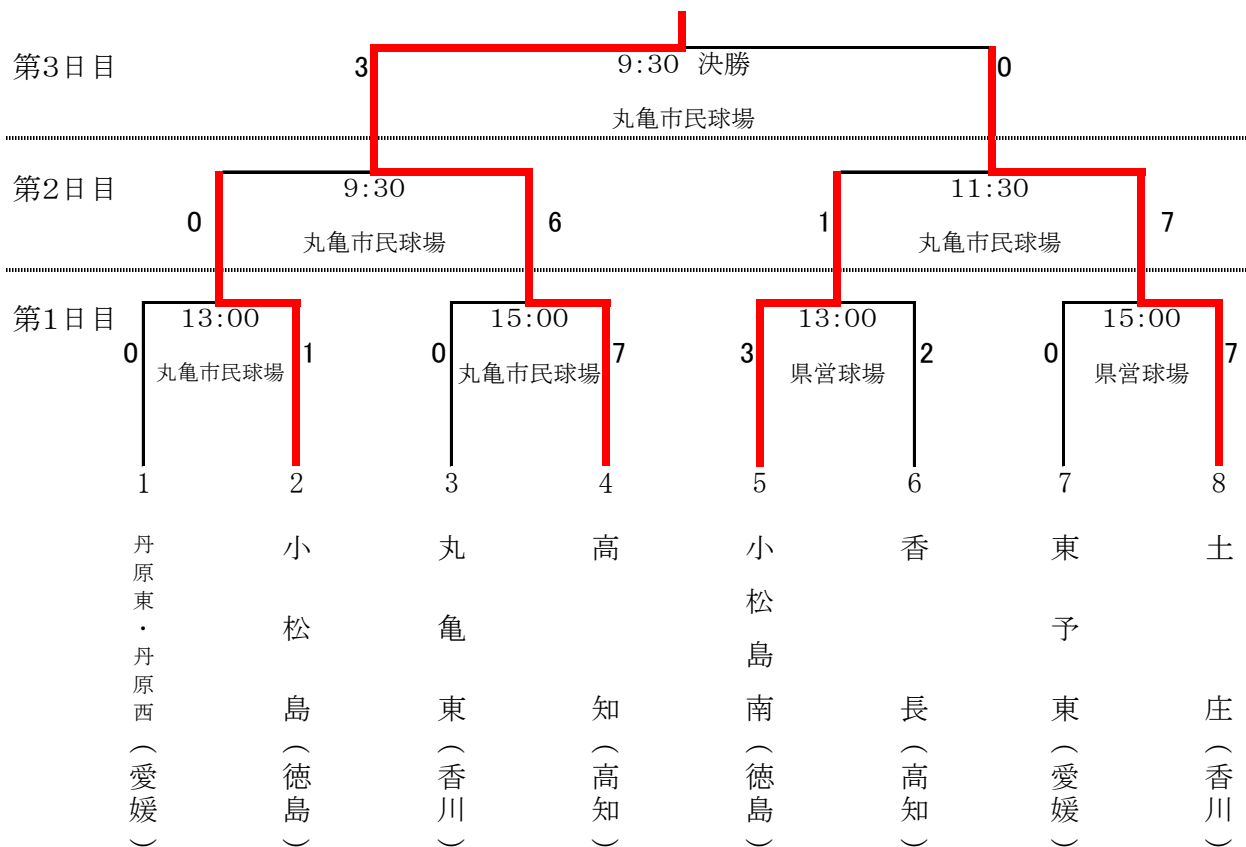 第3日目
3
9:30 決勝
0
丸亀市民球場
第2日目
9:30
11:30
0
6
1
7
丸亀市民球場
丸亀市民球場
第1日目
13:00
15:00
13:00
15:00
0
1
0
7
3
2
0
7
丸亀市民球場
丸亀市民球場
県営球場
県営球場
1
2
3
4
5
6
7
8
丹原東・丹原西(愛媛)
小松島(徳島)
丸亀東(香川)
高知(高知)
小松島南(徳島)
香長(高知)
東予東(愛媛)
土庄(香川)